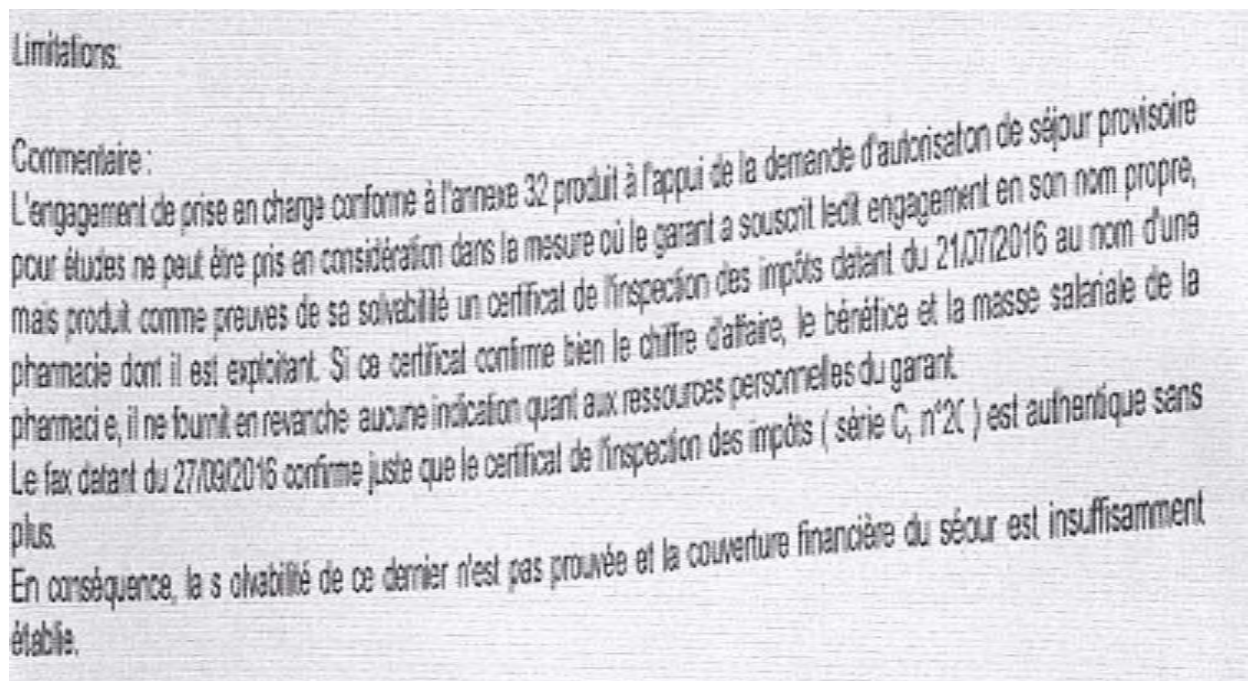 Limitations:
Commentaire :
L'engagement de prise en charge conforme à l'annexe 32 produit à l'appui de la demande d'autorisaton de séjour provisoire
pour études ne peut être pris en considération dans la mesure où le garant a souscrit ledit engagement en son nom propre,
mais produit comme preuves de sa solvabilité un certificat de l'inspection des impôts datant du 21/07/2016 au nom d'une
pharmacie dont il est exploitant. Si ce certificat confirme bien le chiffre d'affaire, le bénéfice et la masse salariale de la
pharmaci e, il ne fournit en revanche aucune indication quant aux ressources personnelles du garant.
Le fax datant du 27/09/2016 confirme juste que le certificat de l'inspection des impôts ( série C, n°20 ) est authentique sans
plus.
En conséquence, la s olvabilité de ce dernier n'est pas prouvée et la couverture financière du séour est insuffisamment
établie.